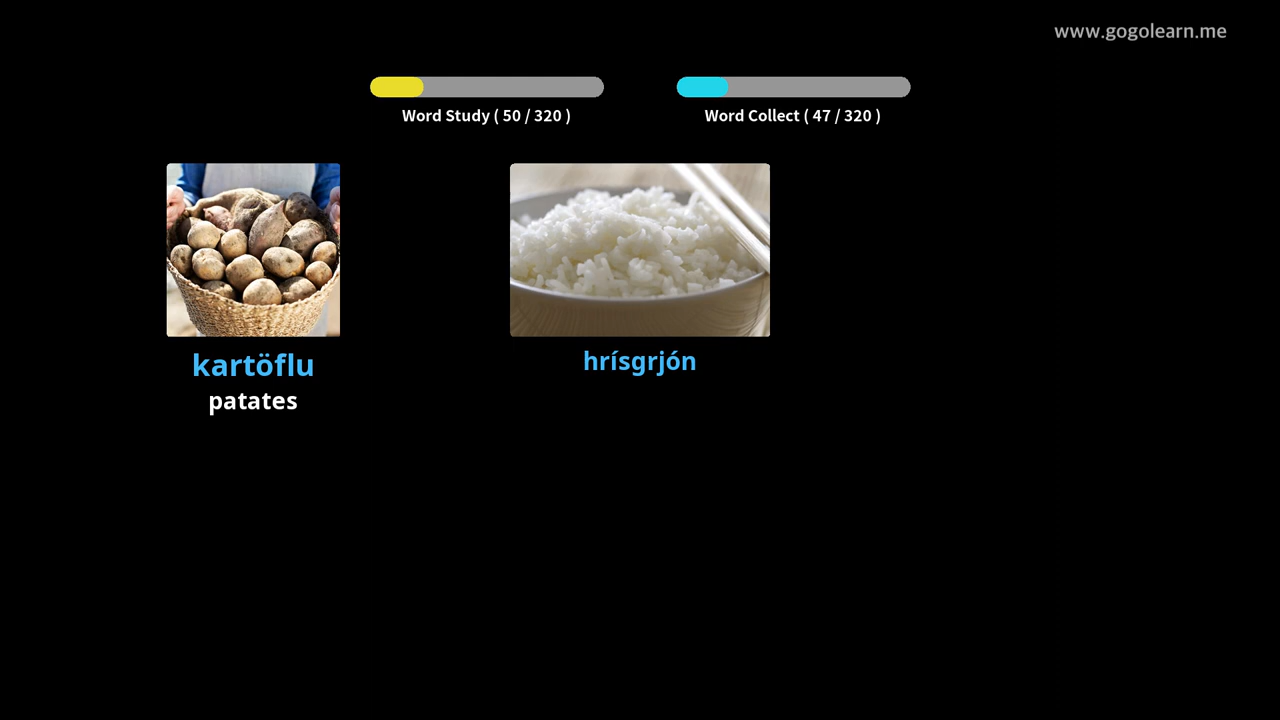 www.gogolearn.me
Word Study ( 50 / 320 )
Word Collect ( 47 / 320 )
kartöflu
patates
hrísgrjón